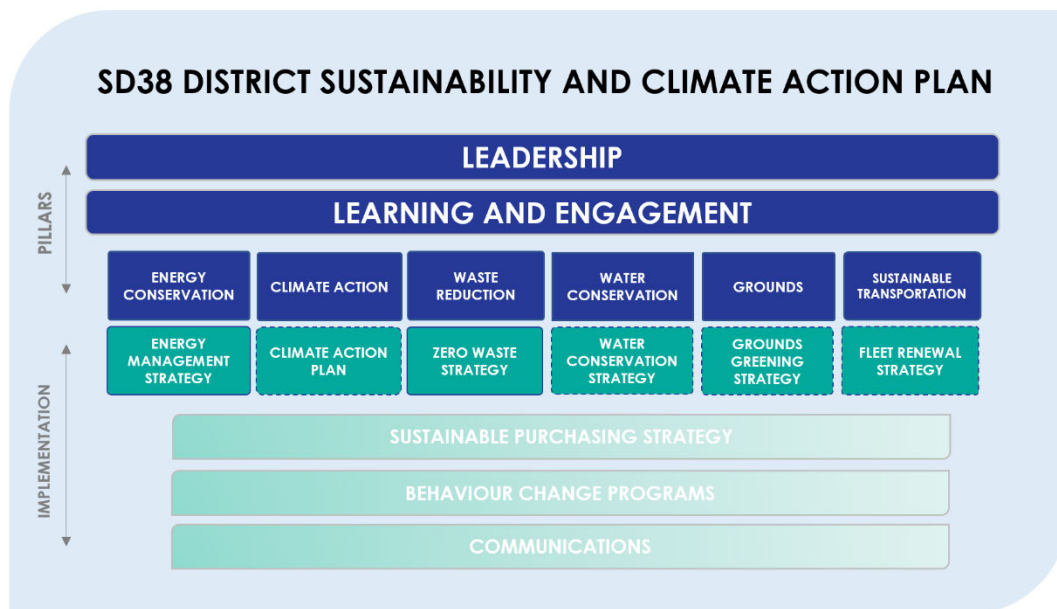 SD38 DISTRICT SUSTAINABILITY AND CLIMATE ACTION PLAN
PILLARS
LEADERSHIP
LEARNING AND ENGAGEMENT
ENERGY
CONSERVATION
CLIMATE ACTION
WASTE
REDUCTION
WATER
CONSERVATION
GROUNDS
SUSTAINABLE
TRANSPORTATION
IMPLEMENTATION
ENERGY
MANAGEMENT
STRATEGY
CLIMATE ACTION
PLAN
ZERO WASTE
STRATEGY
WATER
CONSERVATION
STRATEGY
GROUNDS
GREENING
STRATEGY
FLEET RENEWAL
STRATEGY
SUSTAINABLE PURCHASING STRATEGY
BEHAVIOUR CHANGE PROGRAMS
COMMUNICATIONS